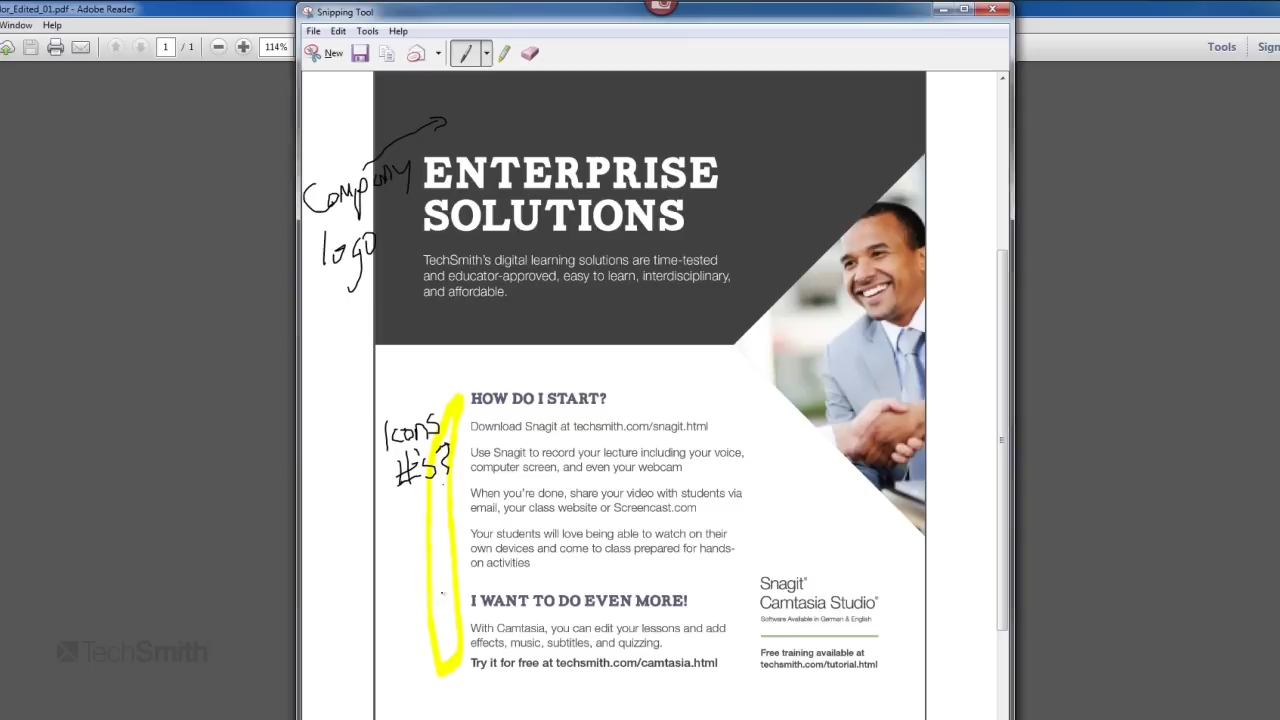 lor_Edited_01.pdf - Adobe Reader
Window Help
1 / 1 114%
Tools Sign
Snipping Tool
File Edit Tools Help
New
Company
logo
ENTERPRISE
SOLUTIONS
TechSmith's digital learning solutions are time-tested
and educator-approved, easy to learn, interdisciplinary,
and affordable.
Icons
#'s?
HOW DO I START?
Download Snagit at techsmith.com/snagit.html
Use Snagit to record your lecture including your voice,
computer screen, and even your webcam
When you're done, share your video with students via
email, your class website or Screencast.com
Your students will love being able to watch on their
own devices and come to class prepared for hands-
on activities
I WANT TO DO EVEN MORE!
With Camtasia, you can edit your lessons and add
effects, music, subtitles, and quizzing.
Try it for free at techsmith.com/camtasia.html
Snagit®
Camtasia Studio®
Software Available in German & English
Free training available at
techsmith.com/tutorial.html
TechSmith